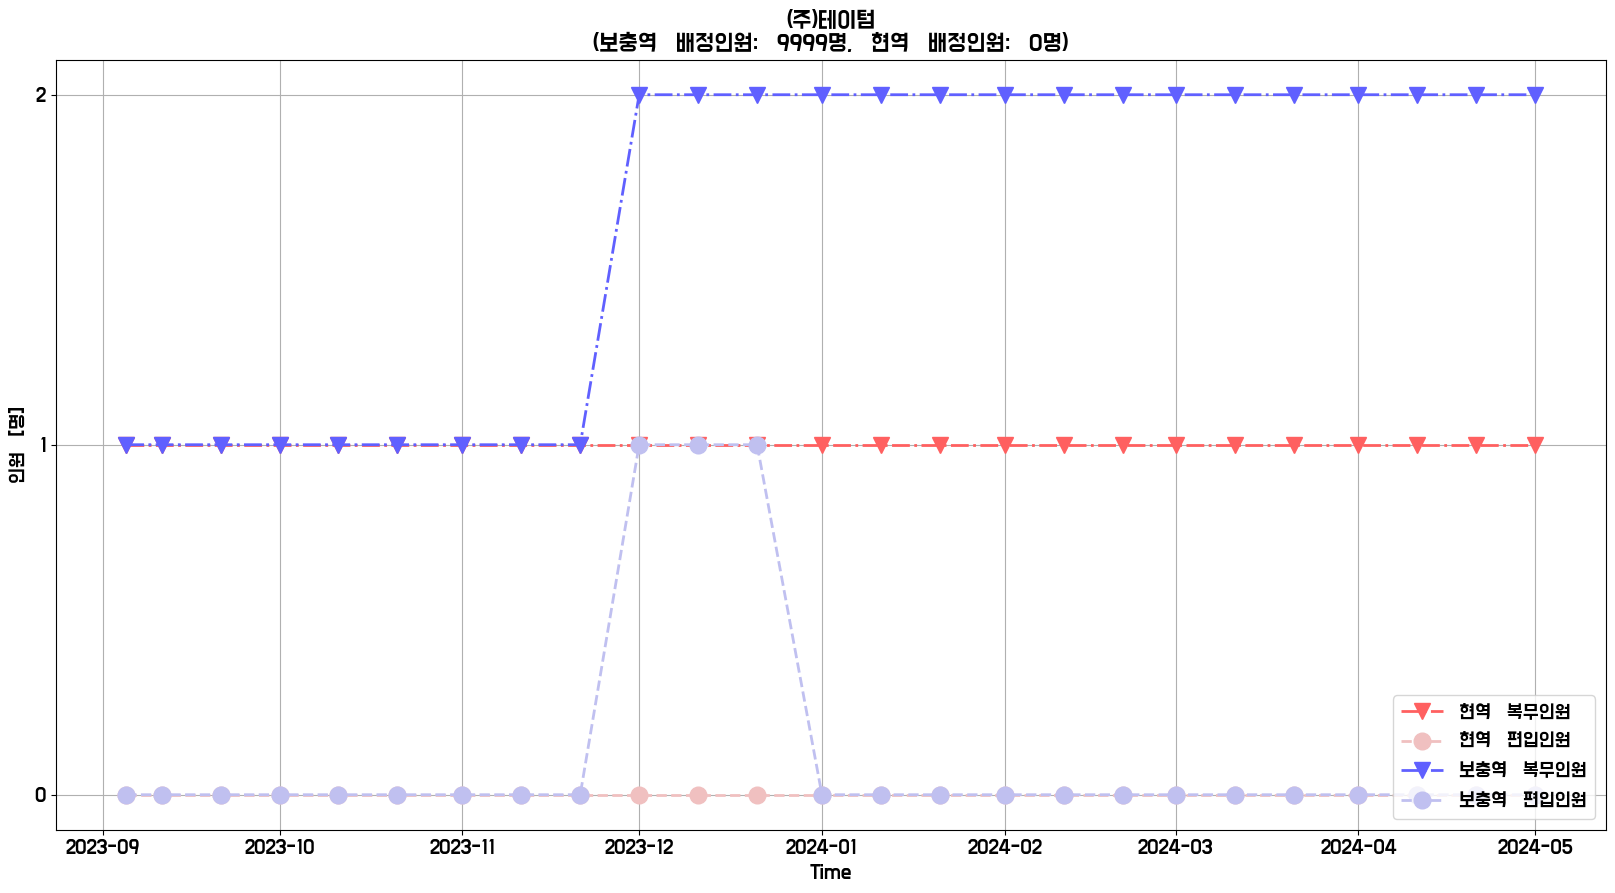 (주)테이텀
(보충역 배정인원: 9999명, 현역 배정인원: 0명)
인원 [명]
2
1
0
현역 복무인원
현역 편입인원
보충역 복무인원
보충역 편입인원
2023-09 2023-10 2023-11 2023-12 2024-01 2024-02 2024-03 2024-04 2024-05
Time